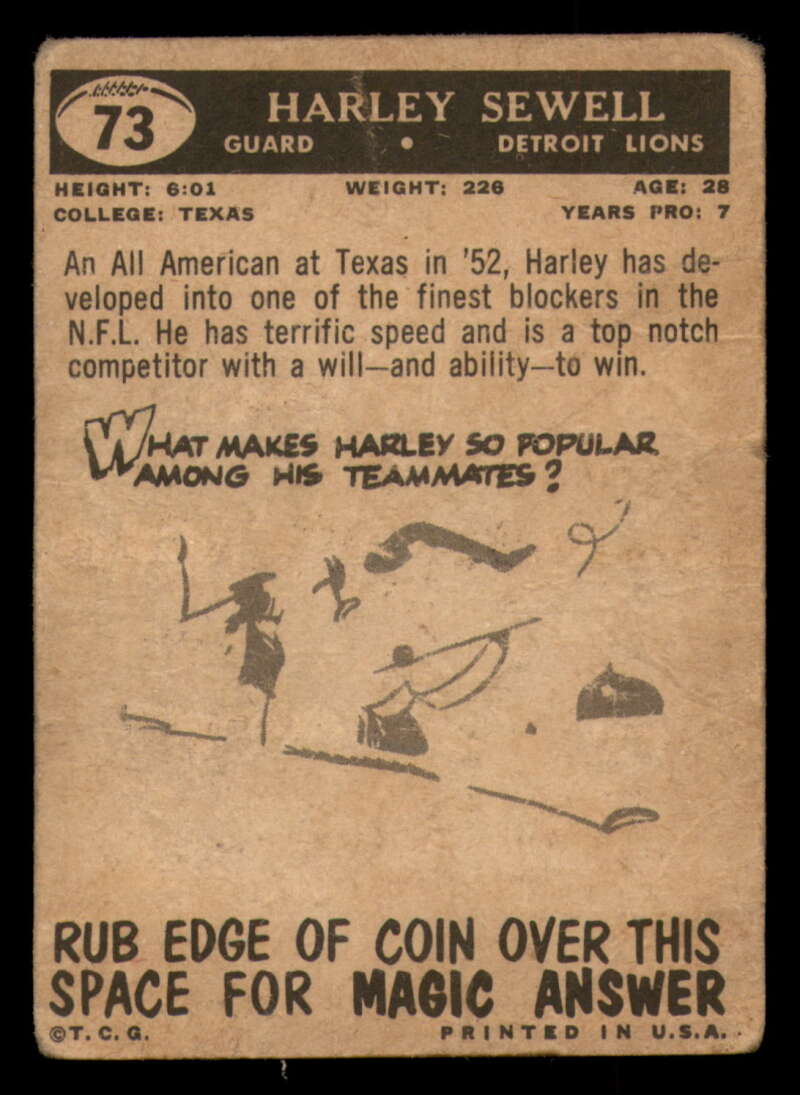 73
HARLEY SEWELL
GUARD • DETROIT LIONS
HEIGHT: 6:01 WEIGHT: 226 AGE: 28
COLLEGE: TEXAS YEARS PRO: 7
An All American at Texas in '52, Harley has de-
veloped into one of the finest blockers in the
N.F.L. He has terrific speed and is a top notch
competitor with a will—and ability—to win.
WHAT MAKES HARLEY SO POPULAR
AMONG HIS TEAMMATES?
RUB EDGE OF COIN OVER THIS
SPACE FOR MAGIC ANSWER
©T. C. G. PRINTED IN U.S.A.